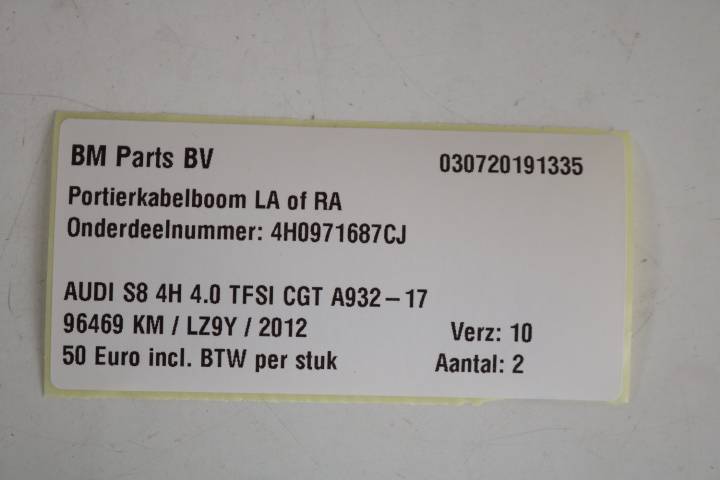 BM Parts BV 030720191335
Portierkabelboom LA of RA
Onderdeelnummer: 4H0971687CJ
AUDI S8 4H 4.0 TFSI CGT A932-17
96469 KM / LZ9Y / 2012 Verz: 10
50 Euro incl. BTW per stuk Aantal: 2